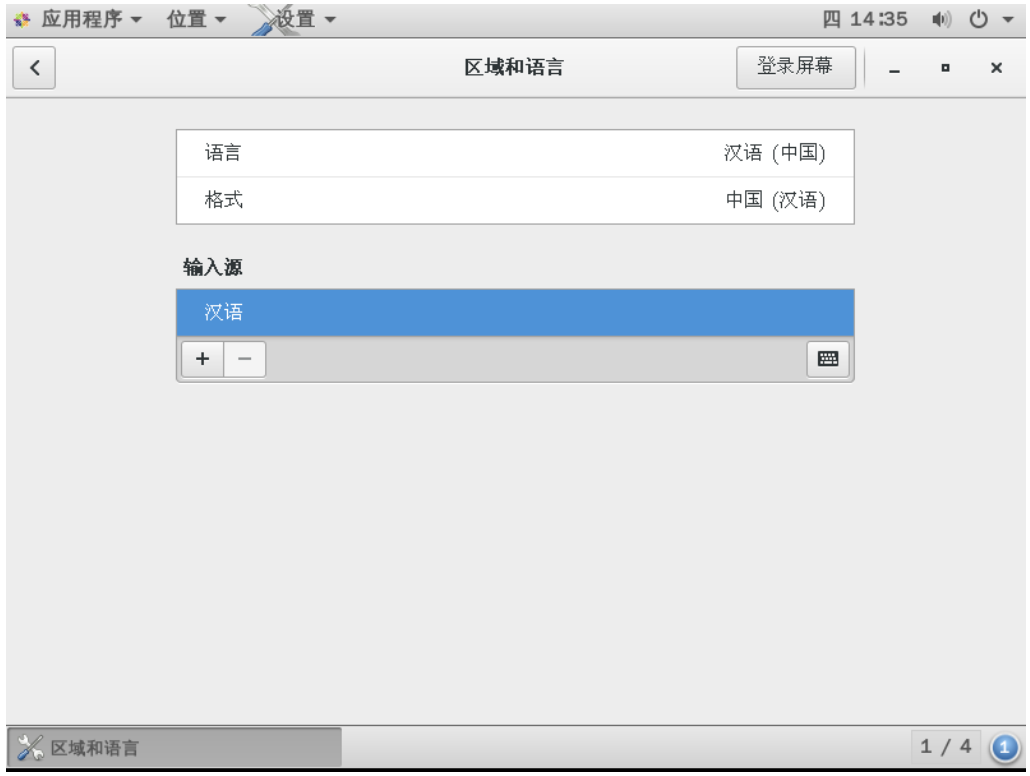 应用程序 位置 设置 四 14:35
区域和语言 登录屏幕
语言 汉语 (中国)
格式 中国 (汉语)
输入源
汉语
区域和语言 1 / 4 1